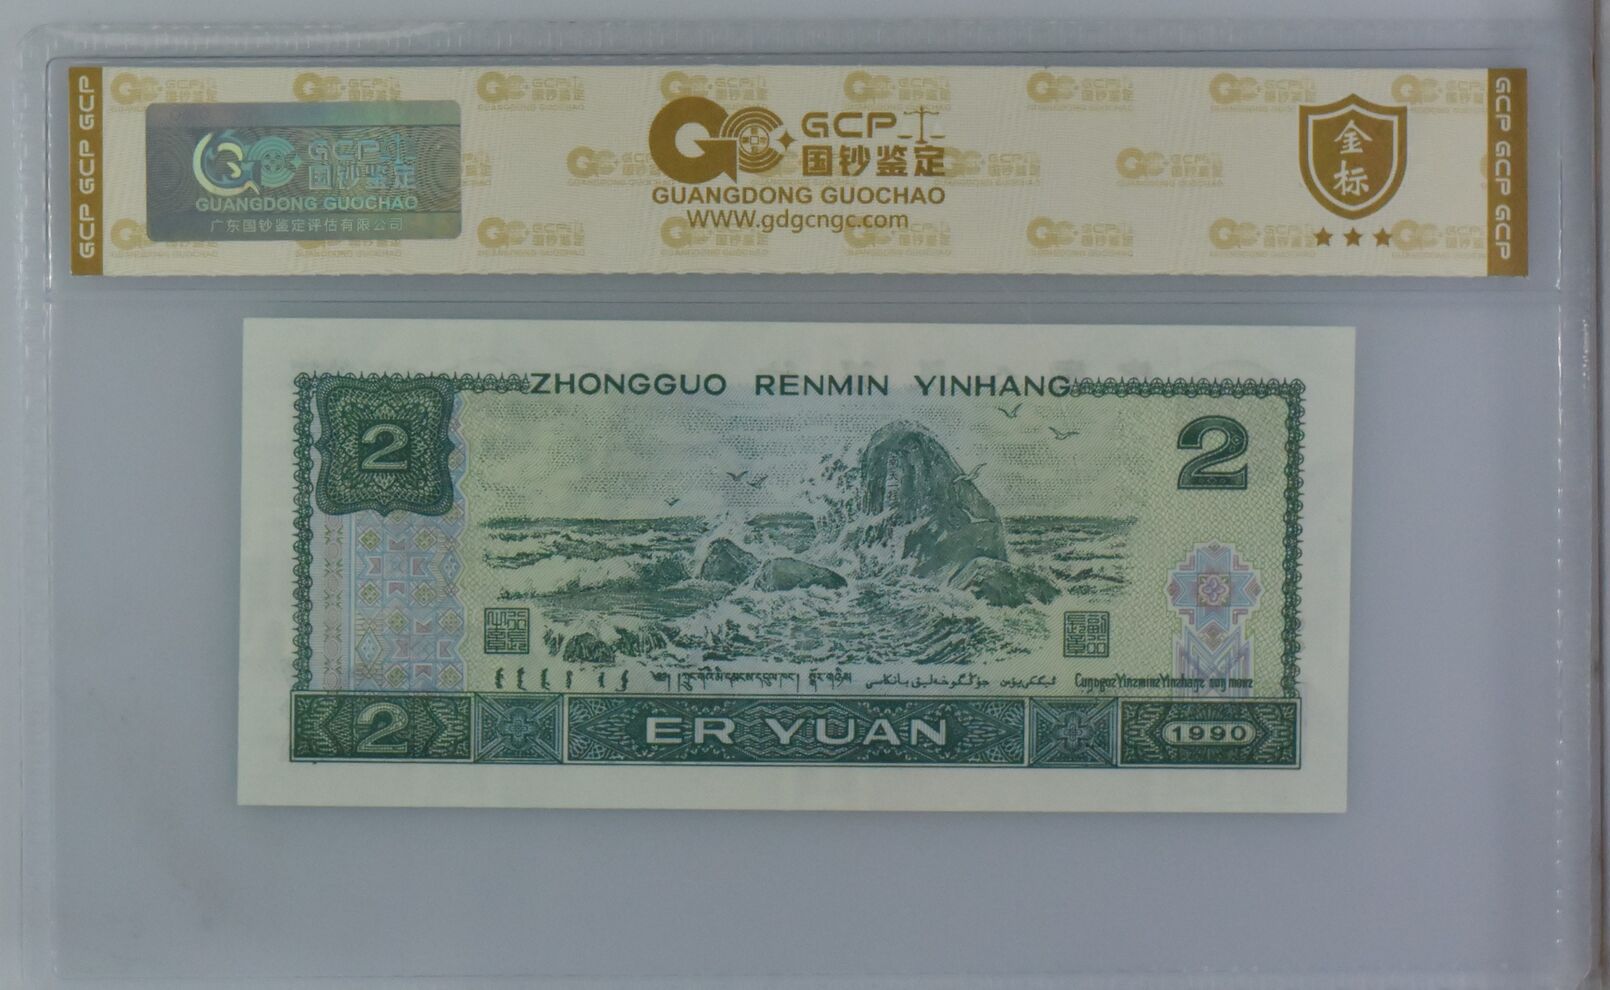 GCP GCP GCP
GCP
国钞鉴定
GUANGDONG GUOCHAO
广东国钞鉴定评估有限公司
GCP
国钞鉴定
GUANGDONG GUOCHAO
WWW.gdgcngc.com
金标
GCP GCP GCP
ZHONGGUO RENMIN YINHANG
2
2
2
ER YUAN
1990